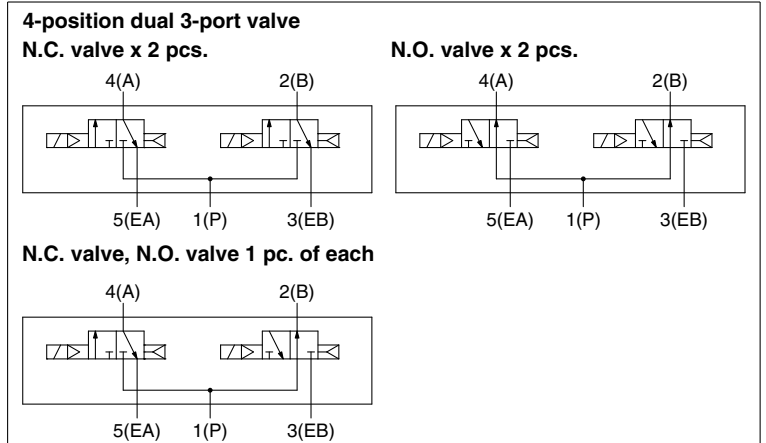 4-position dual 3-port valve
N.C. valve x 2 pcs.
4(A) 2(B)
5(EA) 1(P) 3(EB)
N.O. valve x 2 pcs.
4(A) 2(B)
5(EA) 1(P) 3(EB)
N.C. valve, N.O. valve 1 pc. of each
4(A) 2(B)
5(EA) 1(P) 3(EB)